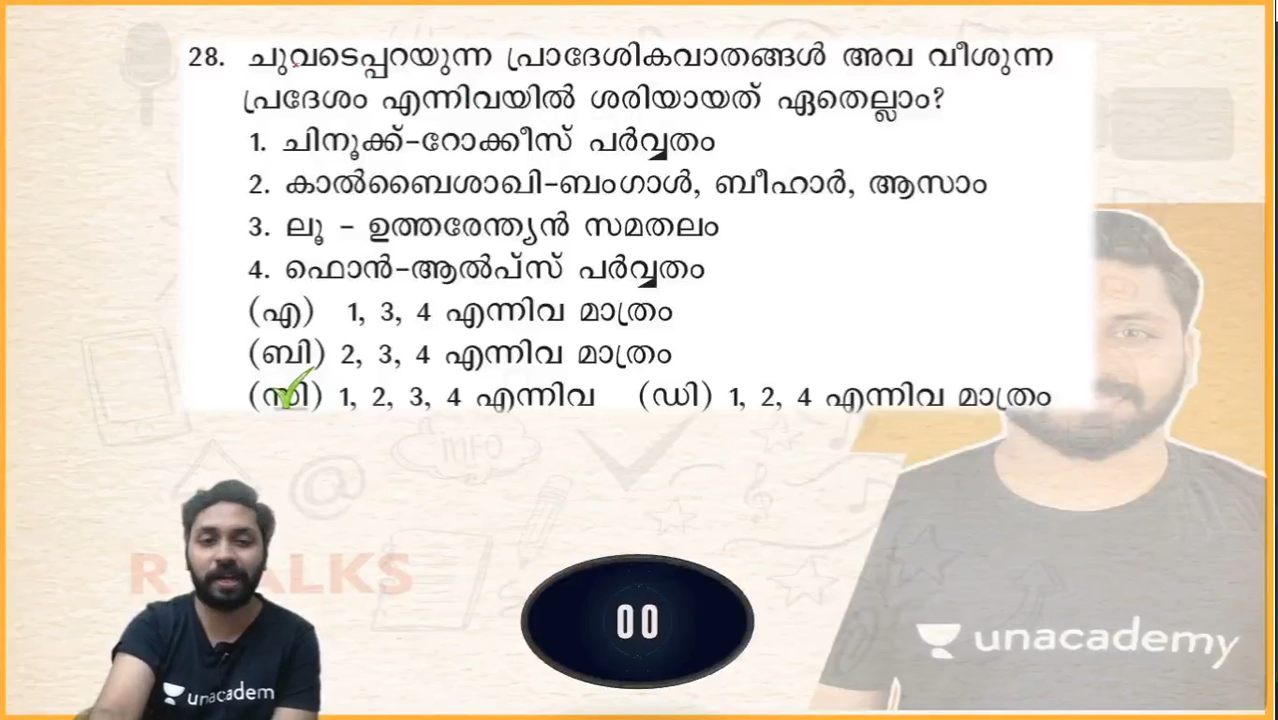 28. ചുവടെപ്പറയുന്ന പ്രാദേശികവാതങ്ങൾ അവ വീശുന്ന
പ്രദേശം എന്നിവയിൽ ശരിയായത് ഏതെല്ലാം?
1. ചിനൂക്ക്-റോക്കീസ് പർവ്വതം
2. കാൽബൈശാഖി-ബംഗാൾ, ബീഹാർ, ആസാം
3. ലൂ - ഉത്തരേന്ത്യൻ സമതലം
4. ഫൊൻ-ആൽപ്സ് പർവ്വതം
(എ) 1, 3, 4 എന്നിവ മാത്രം
(ബി) 2, 3, 4 എന്നിവ മാത്രം
(സി) 1, 2, 3, 4 എന്നിവ (ഡി) 1, 2, 4 എന്നിവ മാത്രം
INFO
@
ALKS
00
unacademy
unacadem